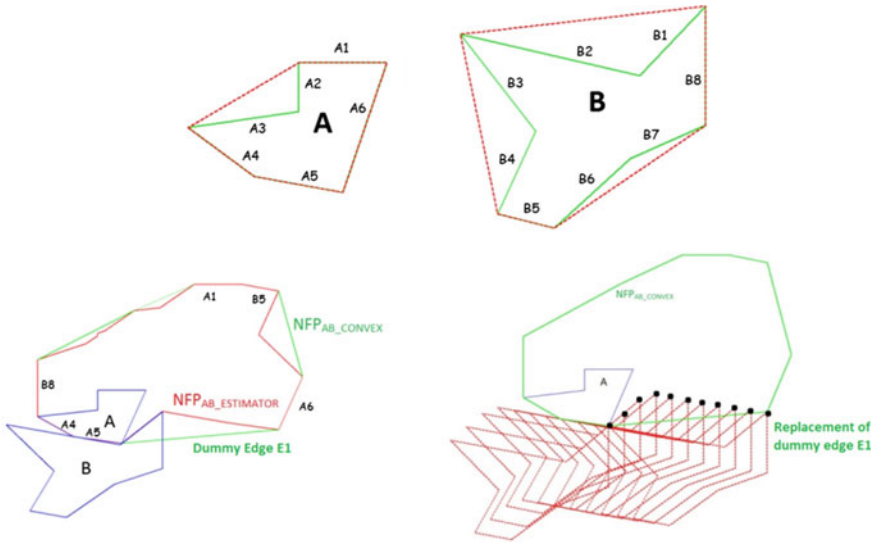 A1
A2
A3
A
A6
A4
A5
B1
B2
B3
B8
B
B7
B4
B6
B5
A1
B5
NFPAB_CONVEX
B8
NFPAB_ESTIMATOR
A6
A
A4
A5
Dummy Edge E1
B
NFPAB_CONVEX
A
Replacement of
dummy edge E1